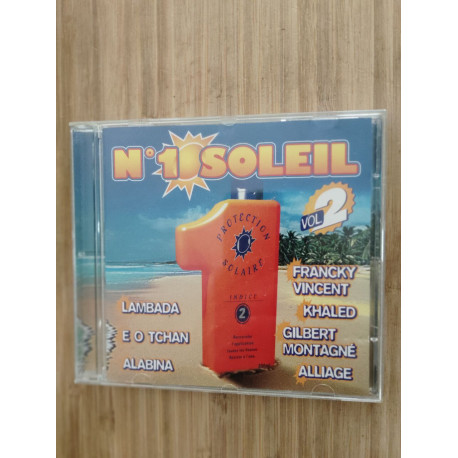 N°1 SOLEIL
VOL 2
PROTECTION
SOLAIRE
INDICE
2
FRANCKY
VINCENT
KHALED
GILBERT
MONTAGNÉ
ALLIAGE
LAMBADA
E O TCHAN
ALABINA